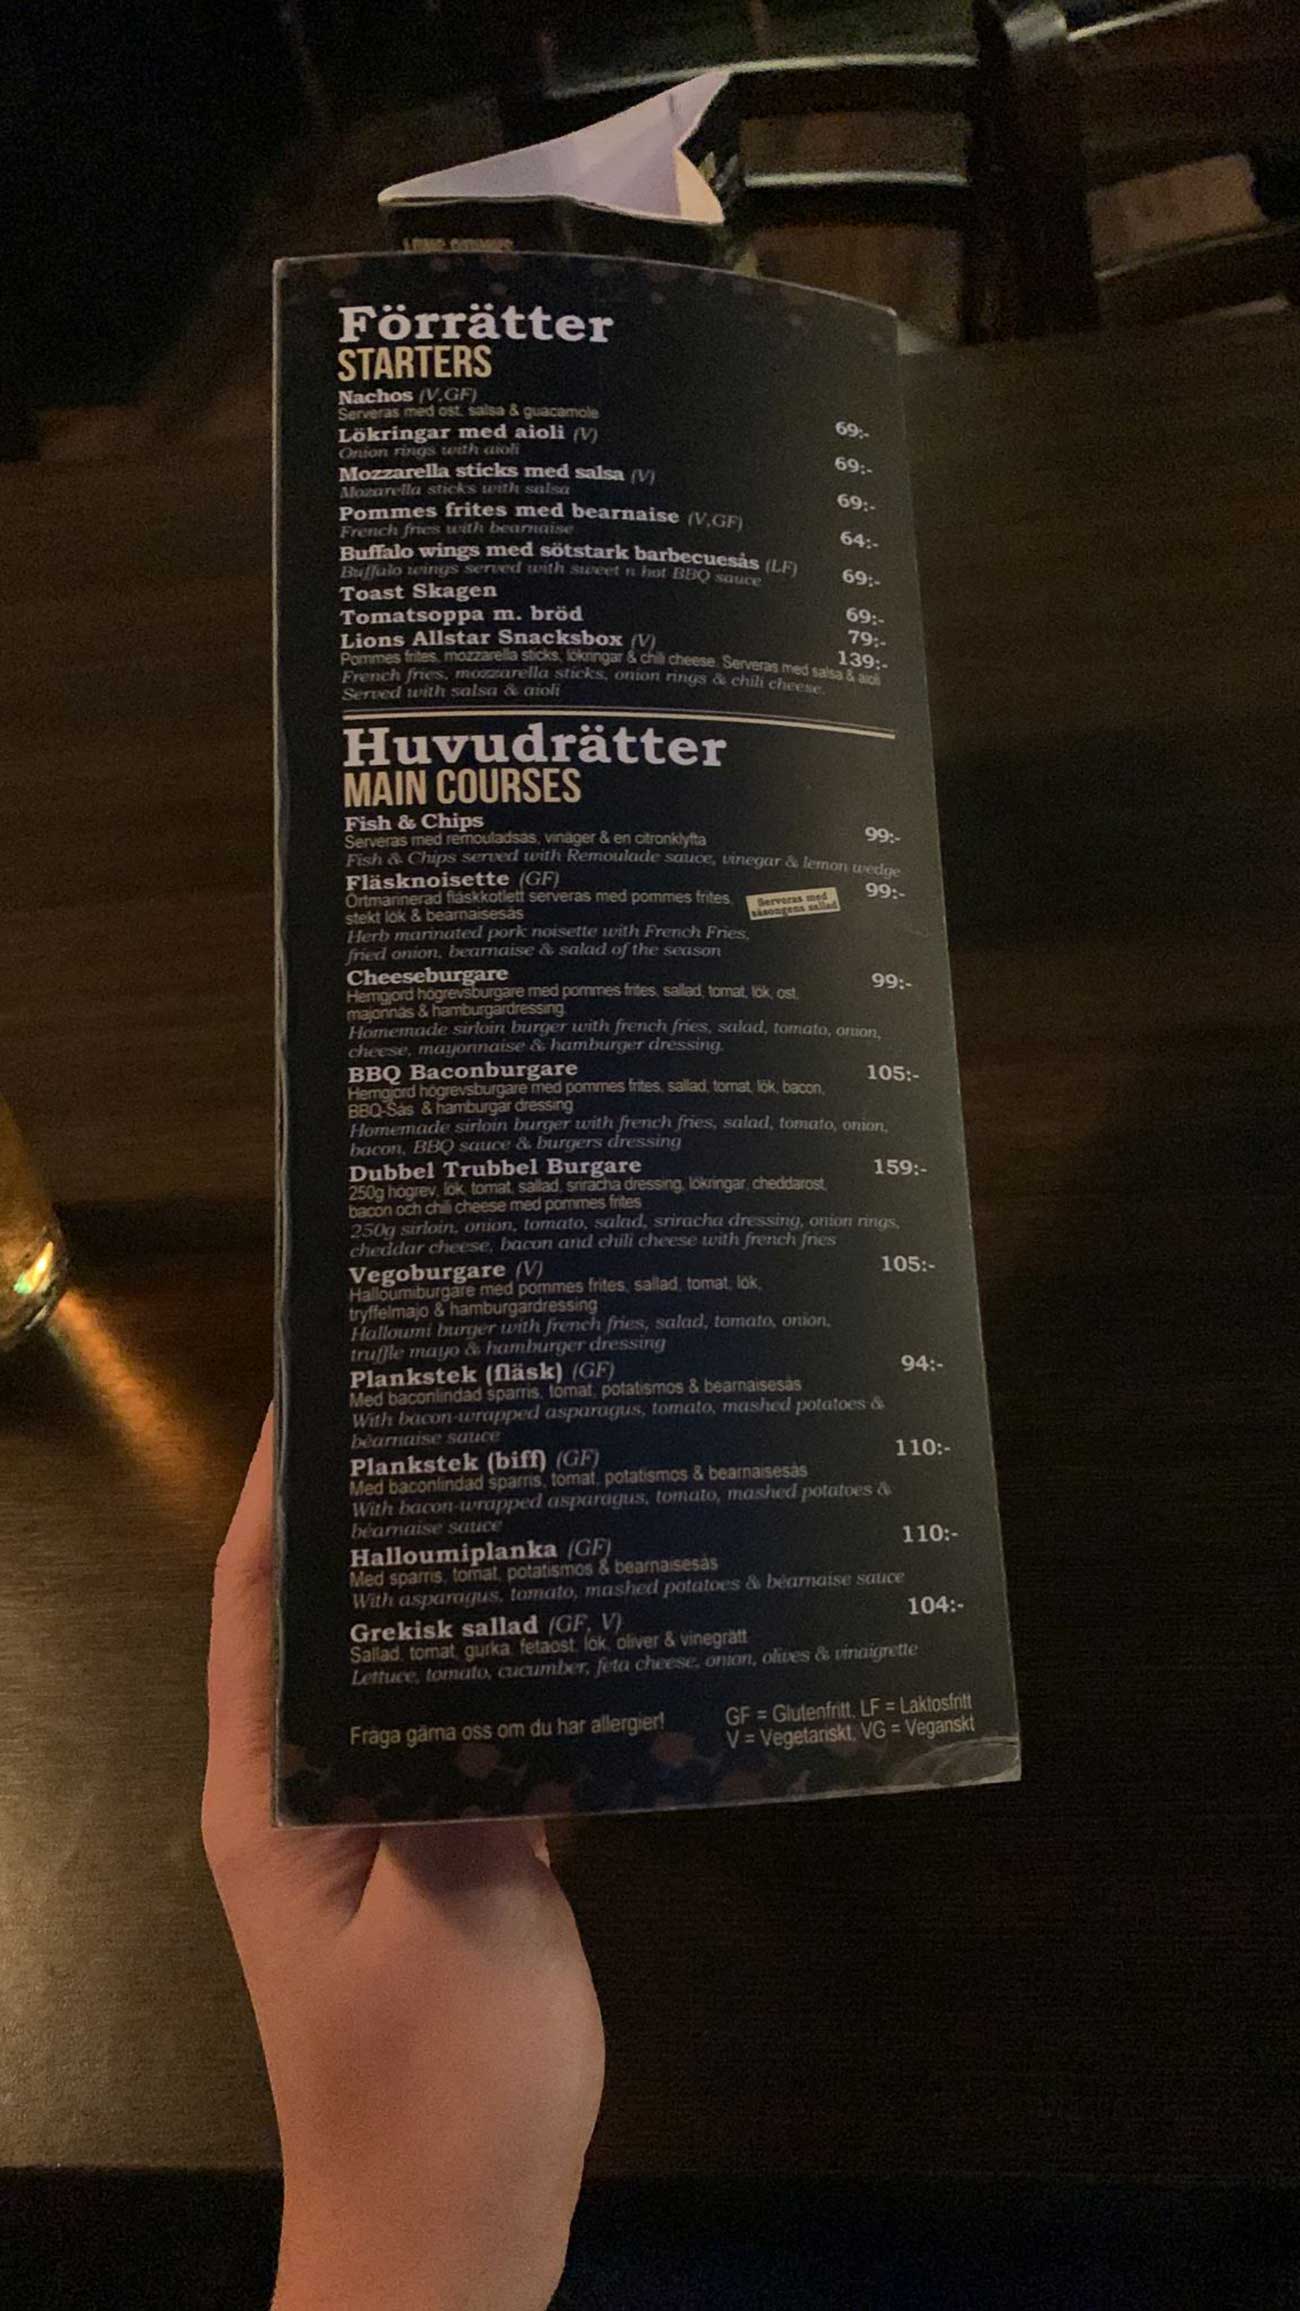 Förrätter
STARTERS
Nachos (V,GF)
Serveras med ost, salsa & guacamole
69:-
Lökringar med aioli (V)
Onion rings with aioli
69:-
Mozzarella sticks med salsa (V)
Mozarella sticks with salsa
69:-
Pommes frites med bearnaise (V,GF)
French fries with bearnaise
64:-
Buffalo wings med sötstark barbecuesås (LF)
Buffalo wings served with sweet n hot BBQ sauce
69:-
Toast Skagen
69:-
Tomatsoppa m. bröd
79:-
Lions Allstar Snacksbox (V)
139:-
Pommes frites, mozzarella sticks, lökringar & chili cheese. Serveras med salsa & aioli
French fries, mozzarella sticks, onion rings & chili cheese.
Served with salsa & aioli
Huvudrätter
MAIN COURSES
Fish & Chips
99:-
Serveras med remouladsås, vinäger & en citronklyfta
Fish & Chips served with Remoulade sauce, vinegar & lemon wedge
Fläsknoisette (GF)
99:-
Örtmarinerad fläskkotlett serveras med pommes frites,
stekt lök & bearnaisesås
Serveras med
säsongens sallad
Herb marinated pork noisette with French Fries,
fried onion, bearnaise & salad of the season
Cheeseburgare
99:-
Hemgjord högrevsburgare med pommes frites, sallad, tomat, lök, ost,
majonnäs & hamburgardressing.
Homemade sirloin burger with french fries, salad, tomato, onion,
cheese, mayonnaise & hamburger dressing.
BBQ Baconburgare
105:-
Hemgjord högrevsburgare med pommes frites, sallad, tomat, lök, bacon,
BBQ-Sås & hamburgar dressing
Homemade sirloin burger with french fries, salad, tomato, onion,
bacon, BBQ sauce & burgers dressing
Dubbel Trubbel Burgare
159:-
250g högrev, lök, tomat, sallad, sriracha dressing, lökringar, cheddarost,
bacon och chili cheese med pommes frites
250g sirloin, onion, tomato, salad, sriracha dressing, onion rings,
cheddar cheese, bacon and chili cheese with french fries
Vegoburgare (V)
105:-
Halloumiburgare med pommes frites, sallad, tomat, lök,
tryffelmajo & hamburgardressing
Halloumi burger with french fries, salad, tomato, onion,
truffle mayo & hamburger dressing
Plankstek (fläsk) (GF)
94:-
Med baconlindad sparris, tomat, potatismos & bearnaisesås
With bacon-wrapped asparagus, tomato, mashed potatoes &
béarnaise sauce
Plankstek (biff) (GF)
110:-
Med baconlindad sparris, tomat, potatismos & bearnaisesås
With bacon-wrapped asparagus, tomato, mashed potatoes &
béarnaise sauce
Halloumiplanka (GF)
110:-
Med sparris, tomat, potatismos & bearnaisesås
With asparagus, tomato, mashed potatoes & béarnaise sauce
Grekisk sallad (GF, V)
104:-
Sallad, tomat, gurka, fetaost, lök, oliver & vinegrätt
Lettuce, tomato, cucumber, feta cheese, onion, olives & vinaigrette
Fråga gärna oss om du har allergier!
GF = Glutenfritt, LF = Laktosfritt
V = Vegetariskt, VG = Veganskt